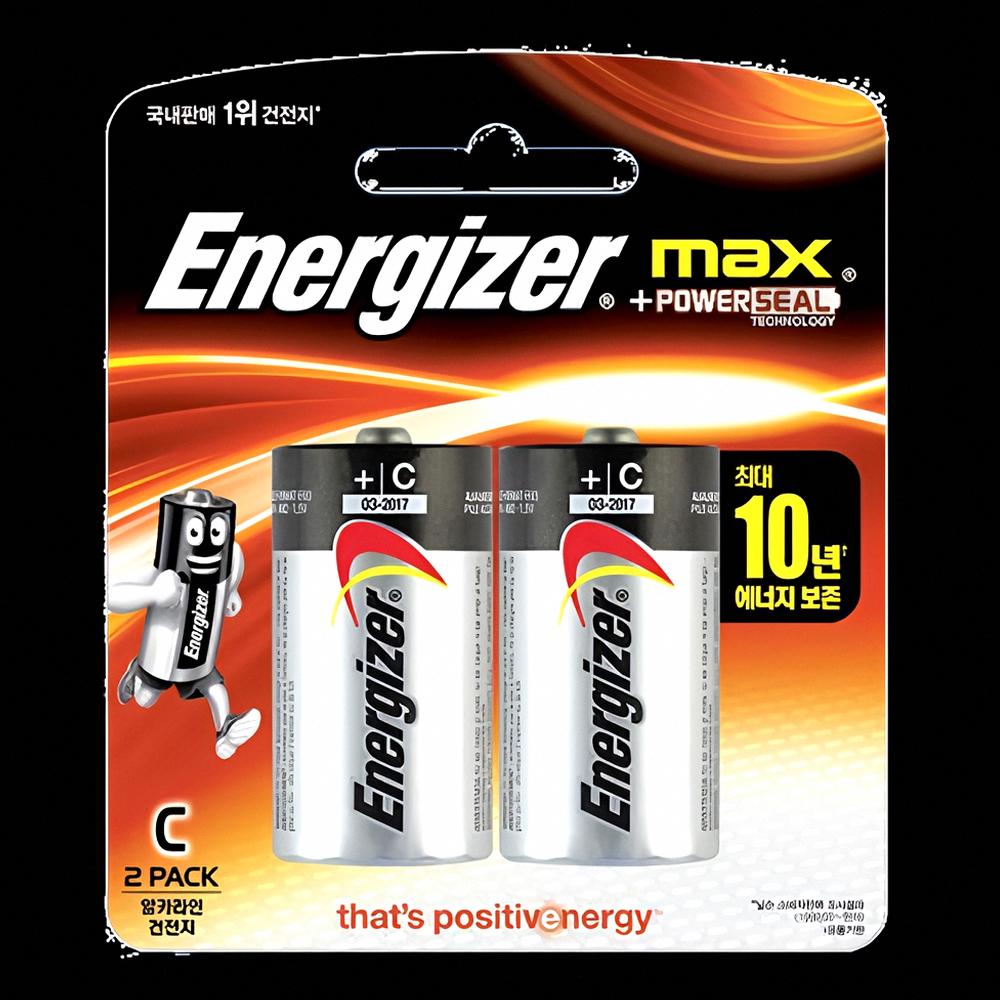 국내판매 1위 건전지*
Energizer® max®
+POWERSEAL
TECHNOLOGY
+ C
03-2017
Energizer®
+ C
03-2017
Energizer®
최대
10년
에너지 보존
Energizer
C
2 PACK
알카라인
건전지
that's positivenergy™